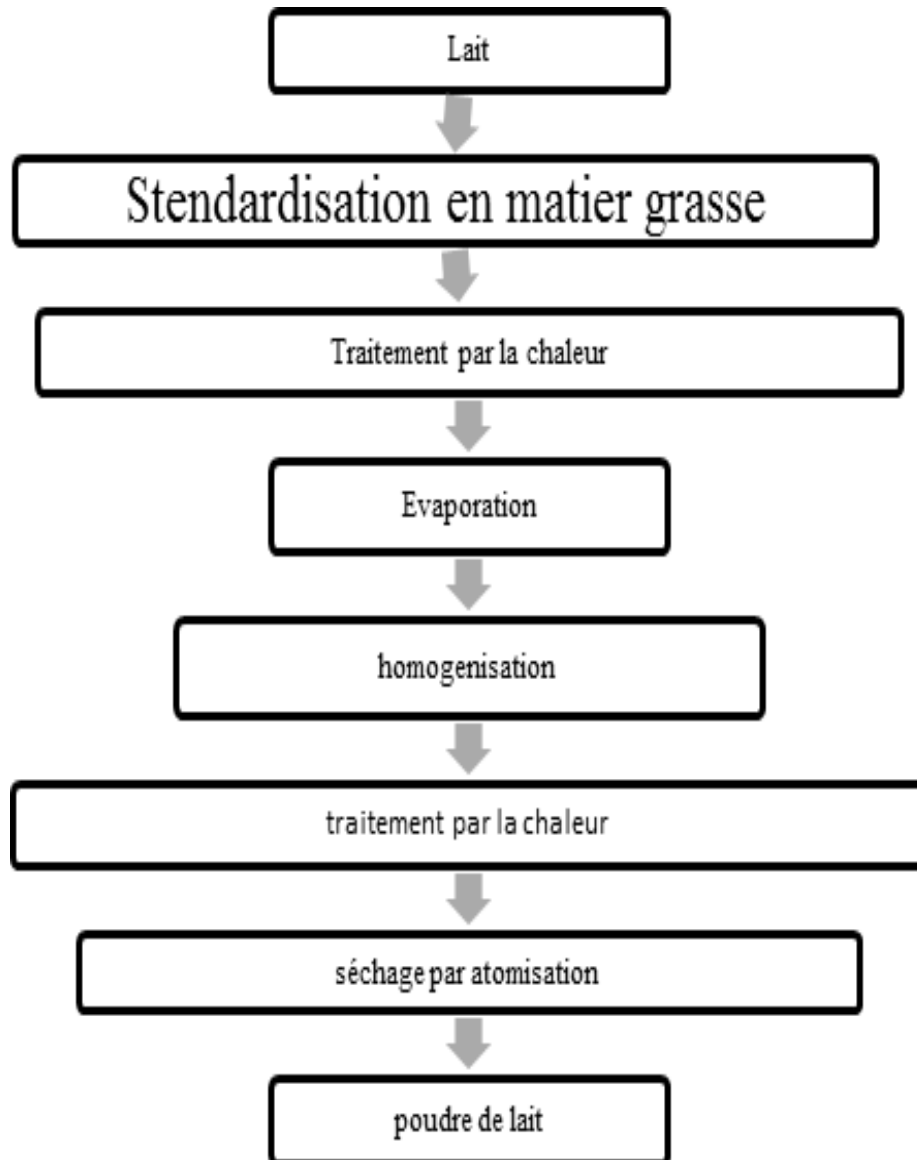 Lait
Stendardisation en matier grasse
Traitement par la chaleur
Evaporation
homogenisation
traitement par la chaleur
séchage par atomisation
poudre de lait